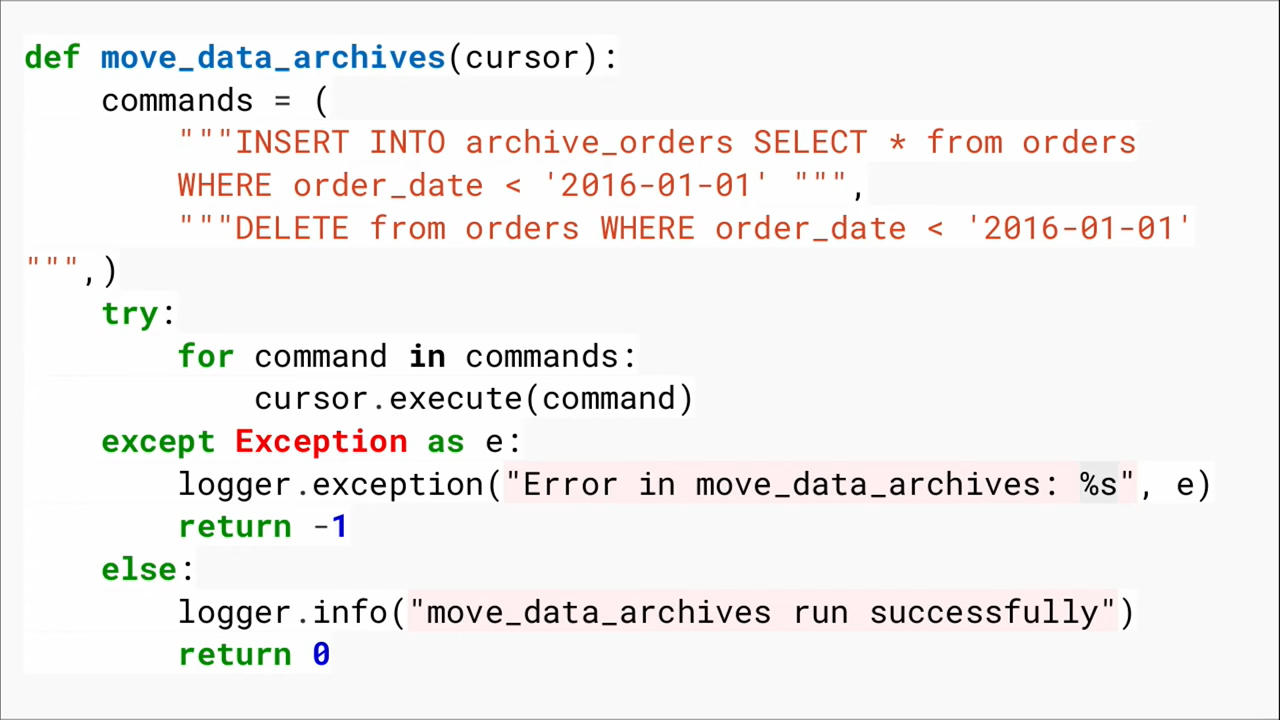 def move_data_archives(cursor):
    commands = (
        """INSERT INTO archive_orders SELECT * from orders
        WHERE order_date < '2016-01-01' """,
        """DELETE from orders WHERE order_date < '2016-01-01'
""",)
    try:
        for command in commands:
            cursor.execute(command)
    except Exception as e:
        logger.exception("Error in move_data_archives: %s", e)
        return -1
    else:
        logger.info("move_data_archives run successfully")
        return 0